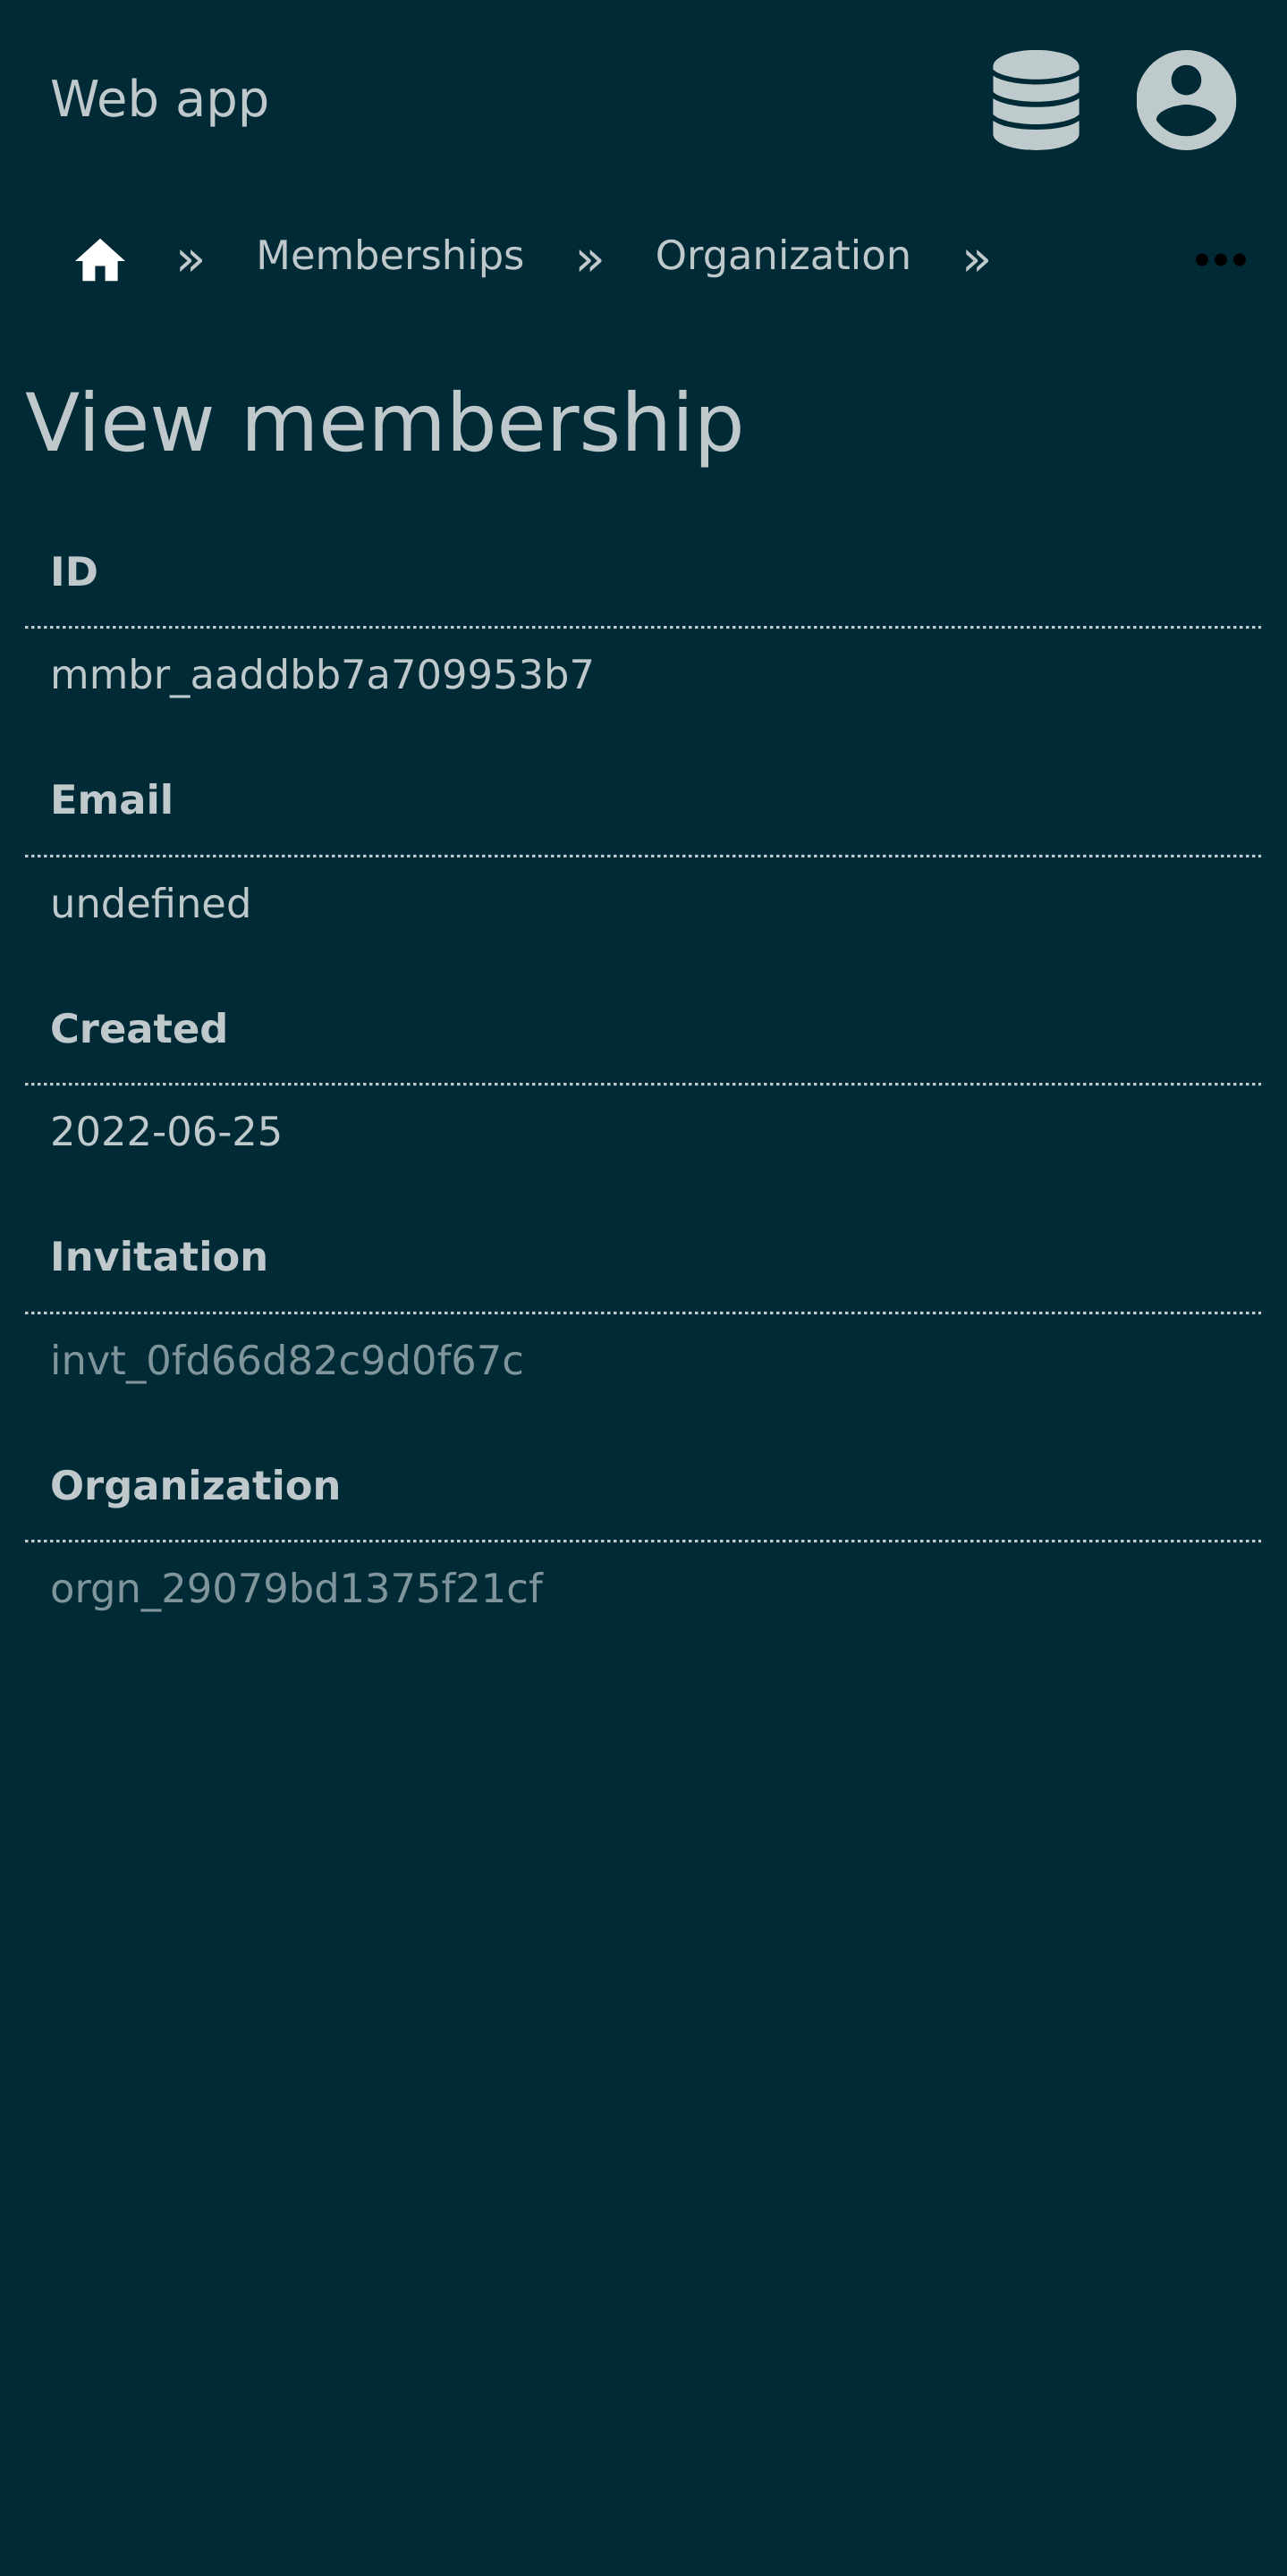 Web app
» Memberships » Organization »
View membership
ID
mmbr_aaddbb7a709953b7
Email
undefined
Created
2022-06-25
Invitation
invt_0fd66d82c9d0f67c
Organization
orgn_29079bd1375f21cf